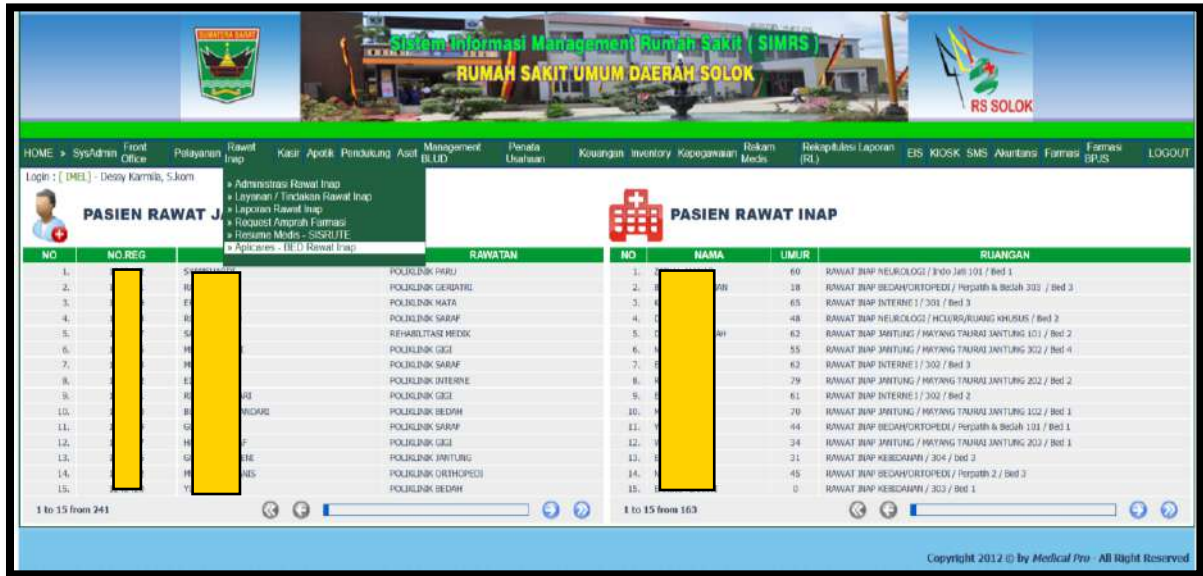 SUMATERA BARAT
Sistem Informasi Management Rumah Sakit ( SIMRS )
RUMAH SAKIT UMUM DAERAH SOLOK
RS SOLOK
HOME » SysAdmin Front Office Pelayanan Rawat Inap Kasir Apotik Pendukung Aset Management BLUD Penata Usahaan Keuangan Inventory Kepegawaian Rekam Medis Rekapitulasi Laporan (RL) EIS KIOSK SMS Akuntansi Farmasi Farmasi BPJS LOGOUT
Login : [ IMEL ] - Dessy Karmila, S.kom
» Administrasi Rawat Inap
» Layanan / Tindakan Rawat Inap
» Laporan Rawat Inap
» Request Amprah Farmasi
» Resume Medis - SISRUTE
» Aplicares - BED Rawat Inap
PASIEN RAWAT
NO NO.REG RAWATAN
1. POLIKLINIK PARU
2. POLIKLINIK GERIATRI
3. POLIKLINIK MATA
4. POLIKLINIK SARAF
5. REHABILITASI MEDIK
6. POLIKLINIK GIGI
7. POLIKLINIK SARAF
8. POLIKLINIK INTERNE
9. POLIKLINIK GIGI
10. POLIKLINIK BEDAH
11. POLIKLINIK SARAF
12. POLIKLINIK GIGI
13. POLIKLINIK JANTUNG
14. POLIKLINIK ORTHOPEDI
15. POLIKLINIK BEDAH
1 to 15 from 241
PASIEN RAWAT INAP
NO NAMA UMUR RUANGAN
1. 60 RAWAT INAP NEUROLOGI / Indo Jati 101 / Bed 1
2. 18 RAWAT INAP BEDAH/ORTOPEDI / Perpatih & Bedah 303 / Bed 3
3. 65 RAWAT INAP INTERNE I / 301 / Bed 3
4. 48 RAWAT INAP NEUROLOGI / HCU/RR/RUANG KHUSUS / Bed 2
5. 62 RAWAT INAP JANTUNG / MAYANG TAURAI JANTUNG 101 / Bed 2
6. 55 RAWAT INAP JANTUNG / MAYANG TAURAI JANTUNG 302 / Bed 4
7. 62 RAWAT INAP INTERNE I / 302 / Bed 3
8. 79 RAWAT INAP JANTUNG / MAYANG TAURAI JANTUNG 202 / Bed 2
9. 61 RAWAT INAP INTERNE I / 302 / Bed 2
10. 70 RAWAT INAP JANTUNG / MAYANG TAURAI JANTUNG 102 / Bed 1
11. 44 RAWAT INAP BEDAH/ORTOPEDI / Perpatih & Bedah 101 / Bed 1
12. 34 RAWAT INAP JANTUNG / MAYANG TAURAI JANTUNG 203 / Bed 1
13. 31 RAWAT INAP KEBIDANAN / 304 / bed 3
14. 45 RAWAT INAP BEDAH/ORTOPEDI / Perpatih 2 / Bed 3
15. 0 RAWAT INAP KEBIDANAN / 303 / Bed 1
1 to 15 from 163
Copyright 2012 © by Medical Pro - All Right Reserved